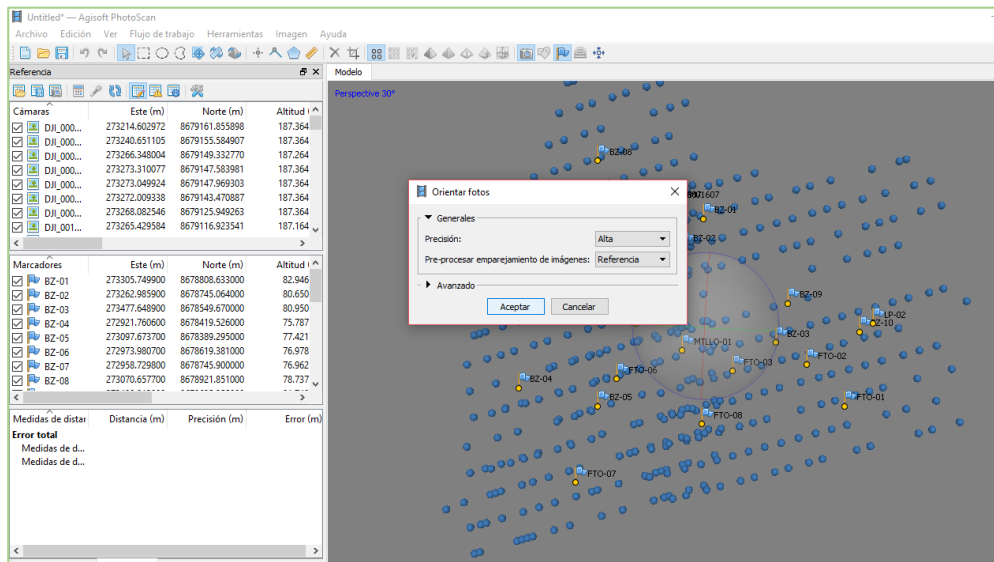 Untitled* — Agisoft PhotoScan
Archivo Edición Ver Flujo de trabajo Herramientas Imagen Ayuda
Referencia
Cámaras Este (m) Norte (m) Altitud (
DJI_000... 273214.602972 8679161.855898 187.364
DJI_000... 273240.651105 8679155.584907 187.364
DJI_000... 273266.348004 8679149.332770 187.264
DJI_000... 273273.310077 8679147.583981 187.364
DJI_000... 273273.049924 8679147.969303 187.364
DJI_000... 273272.009338 8679143.470887 187.364
DJI_000... 273268.082546 8679125.949263 187.364
DJI_001... 273265.429584 8679116.923541 187.164
Marcadores Este (m) Norte (m) Altitud (
BZ-01 273305.749900 8678808.633000 82.946
BZ-02 273262.985900 8678745.064000 80.650
BZ-03 273477.648900 8678549.670000 80.950
BZ-04 272921.760600 8678419.526000 75.787
BZ-05 273097.673700 8678389.295000 77.421
BZ-06 272973.980700 8678619.381000 76.978
BZ-07 272958.729800 8678745.900000 76.962
BZ-08 273070.657700 8678921.851000 78.737
Medidas de distar Distancia (m) Precisión (m) Error (m)
Error total
Medidas de d...
Medidas de d...
Modelo
Perspective 30°
BZ-08
BZ-01
BZ-02
BZ-09
LP-02
Z-10
BZ-03
MTLLO-01
FTO-02
FTO-03
FTO-06
BZ-04
BZ-05
FTO-01
FTO-08
FTO-07
Orientar fotos
Generales
Precisión: Alta
Pre-procesar emparejamiento de imágenes: Referencia
Avanzado
Aceptar Cancelar